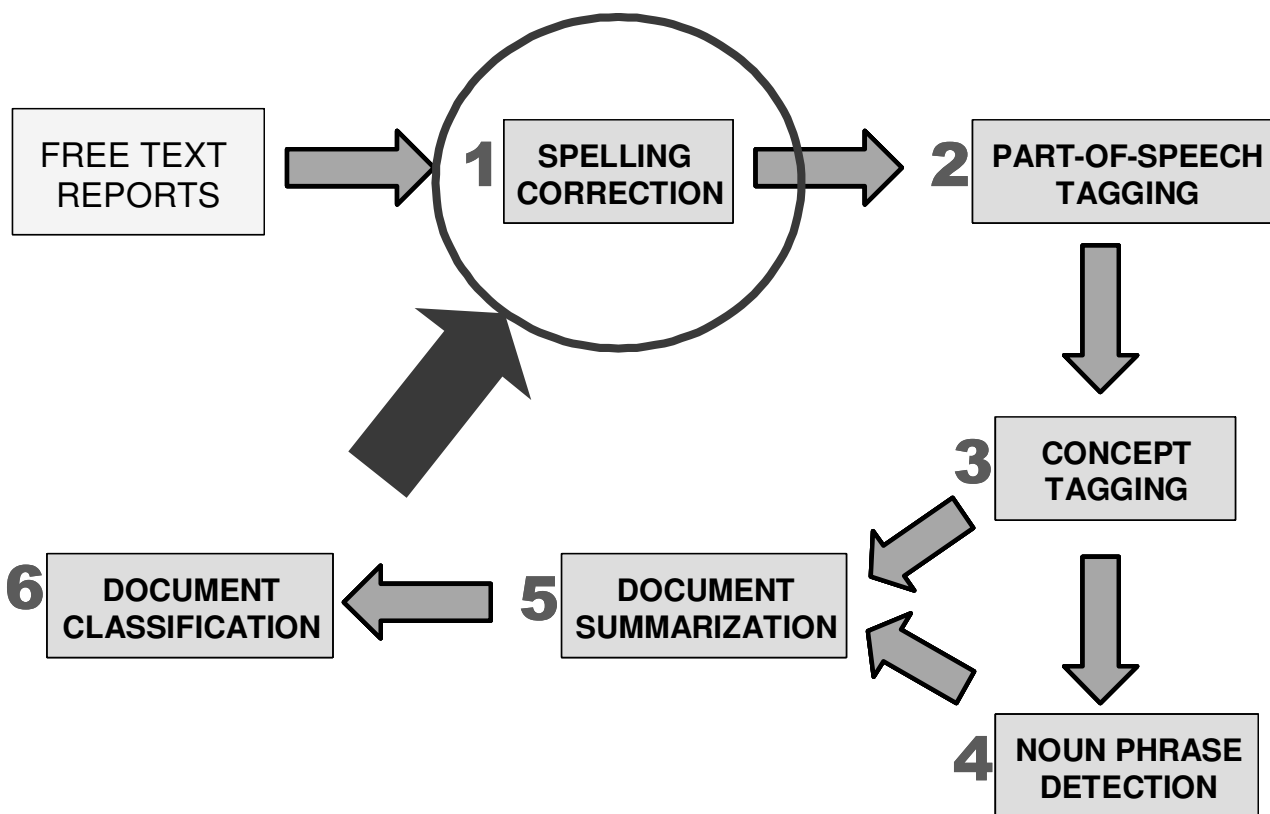 FREE TEXT
REPORTS
1
SPELLING
CORRECTION
2
PART-OF-SPEECH
TAGGING
3
CONCEPT
TAGGING
4
NOUN PHRASE
DETECTION
5
DOCUMENT
SUMMARIZATION
6
DOCUMENT
CLASSIFICATION